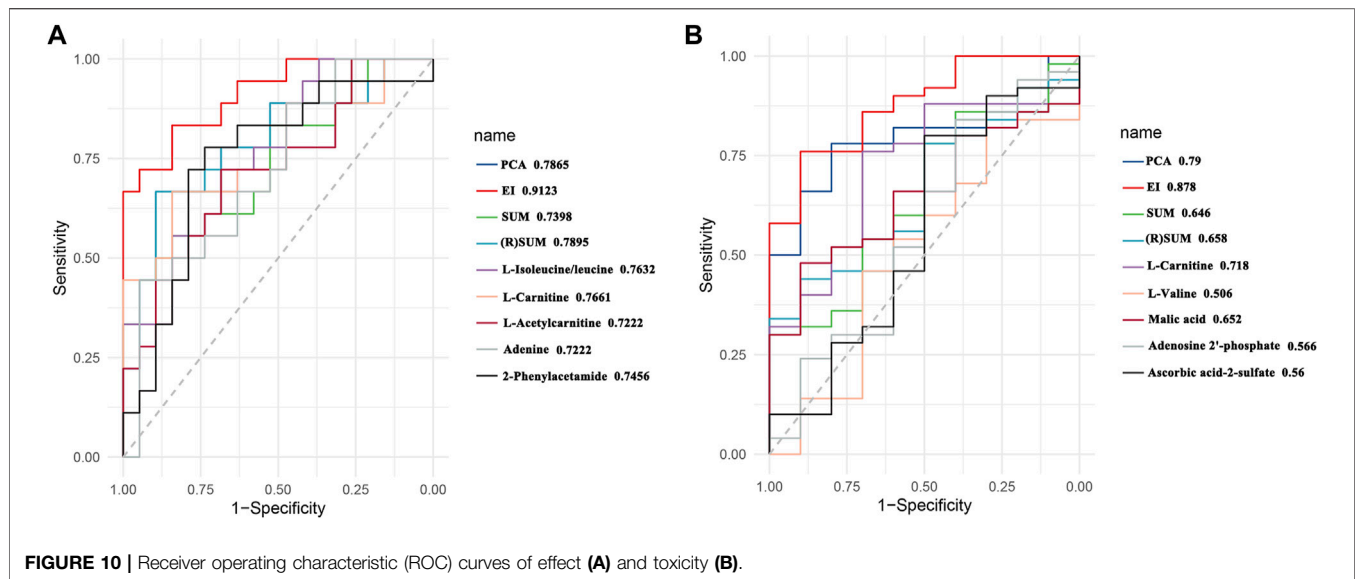 A
1.00
0.75
0.50
0.25
0.00
Sensitivity
1.00 0.75 0.50 0.25 0.00
1−Specificity
name
PCA 0.7865
EI 0.9123
SUM 0.7398
(R)SUM 0.7895
L-Isoleucine/leucine 0.7632
L-Carnitine 0.7661
L-Acetylcarnitine 0.7222
Adenine 0.7222
2-Phenylacetamide 0.7456
B
1.00
0.75
0.50
0.25
0.00
Sensitivity
1.00 0.75 0.50 0.25 0.00
1−Specificity
name
PCA 0.79
EI 0.878
SUM 0.646
(R)SUM 0.658
L-Carnitine 0.718
L-Valine 0.506
Malic acid 0.652
Adenosine 2'-phosphate 0.566
Ascorbic acid-2-sulfate 0.56
FIGURE 10 | Receiver operating characteristic (ROC) curves of effect (A) and toxicity (B).